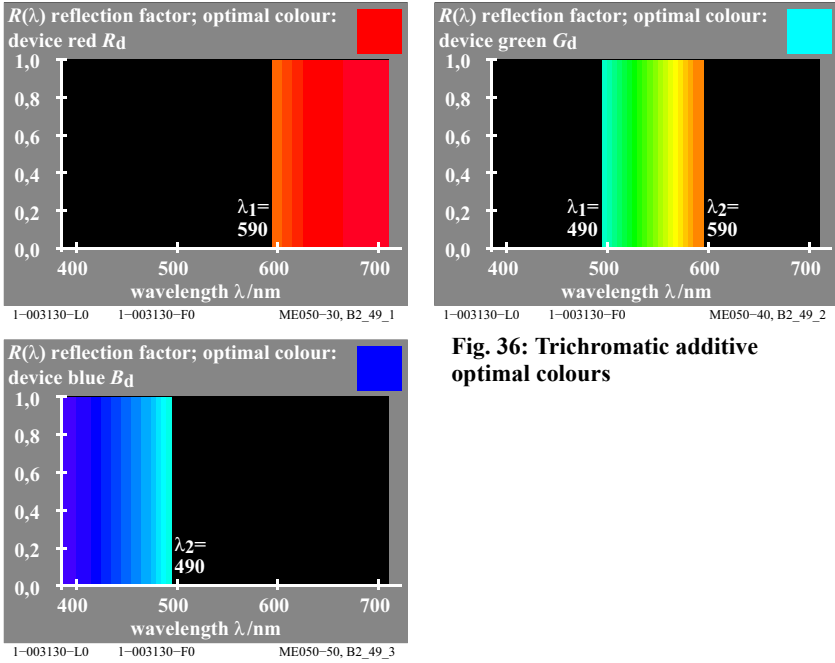 R(λ) reflection factor; optimal colour:
device red Rd
1,0
0,8
0,6
0,4
0,2
0,0
λ1=
590
400 500 600 700
wavelength λ/nm
1−003130−L0 1−003130−F0 ME050−30, B2_49_1
R(λ) reflection factor; optimal colour:
device green Gd
1,0
0,8
0,6
0,4
0,2
0,0
λ1=
490
λ2=
590
400 500 600 700
wavelength λ/nm
1−003130−L0 1−003130−F0 ME050−40, B2_49_2
R(λ) reflection factor; optimal colour:
device blue Bd
1,0
0,8
0,6
0,4
0,2
0,0
λ2=
490
400 500 600 700
wavelength λ/nm
1−003130−L0 1−003130−F0 ME050−50, B2_49_3
Fig. 36: Trichromatic additive
optimal colours